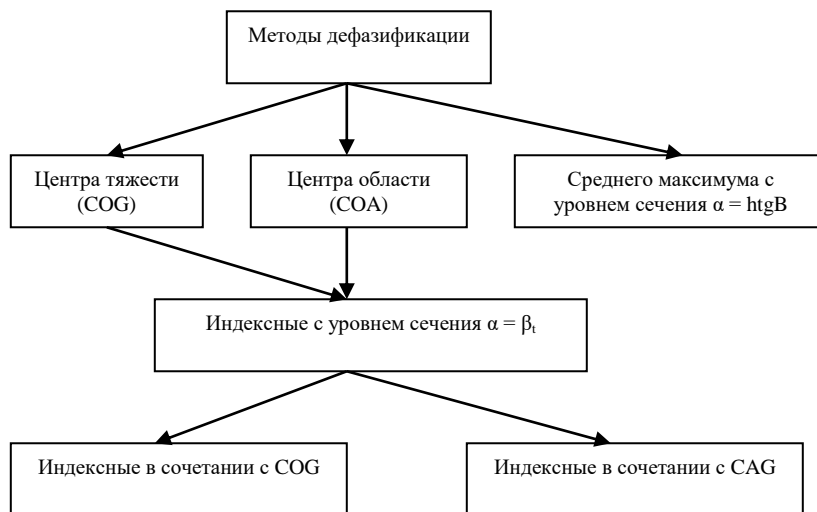 Методы дефазификации
Центра тяжести
(COG)
Центра области
(COA)
Среднего максимума с
уровнем сечения α = htgB
Индексные с уровнем сечения α = βt
Индексные в сочетании с COG
Индексные в сочетании с CAG